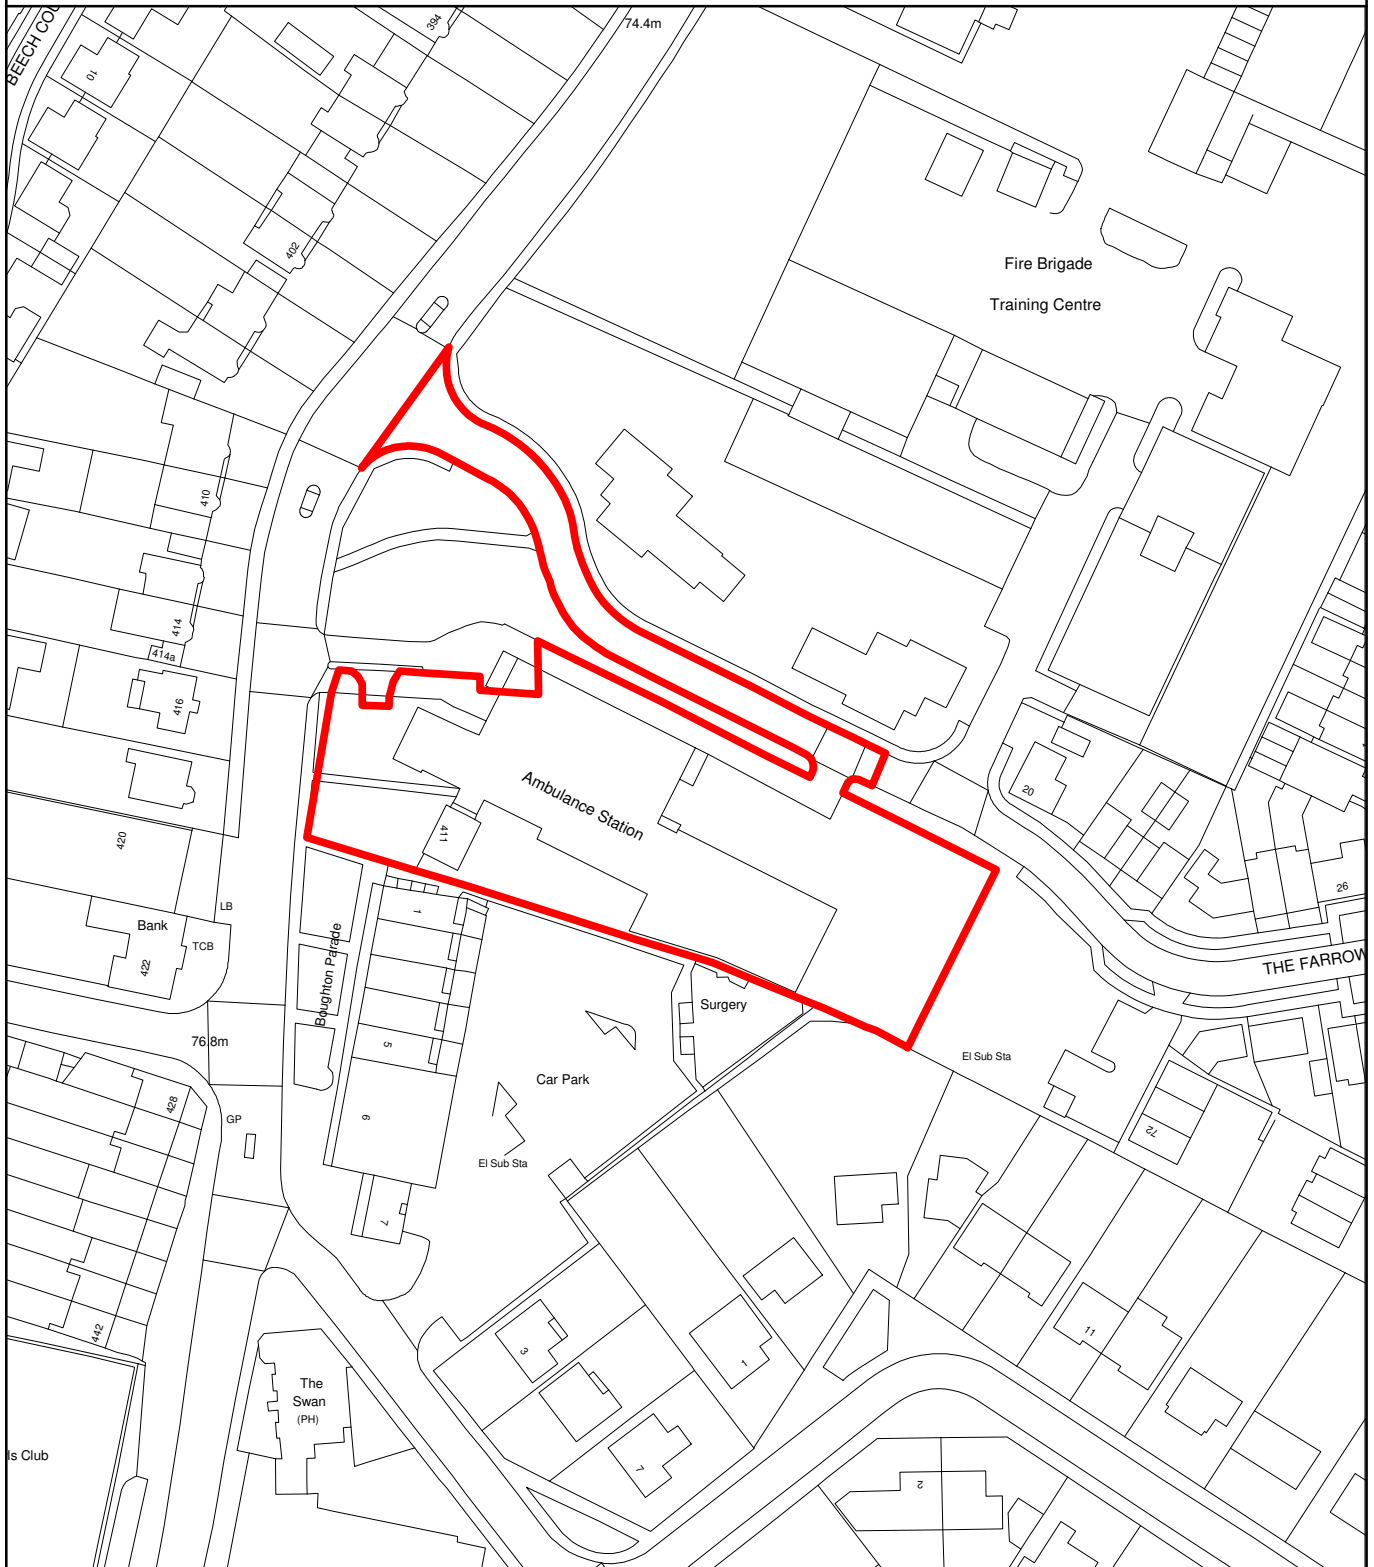 BEECH COU
10
394
74.4m
402
Fire Brigade
Training Centre
410
414
414a
416
Ambulance Station
411
20
26
THE FARROW
420
LB
Bank
TCB
422
Boughton Parade
1
5
6
7
76.8m
GP
428
442
Surgery
Car Park
El Sub Sta
El Sub Sta
72
11
3
1
7
2
The
Swan
(PH)
ls Club